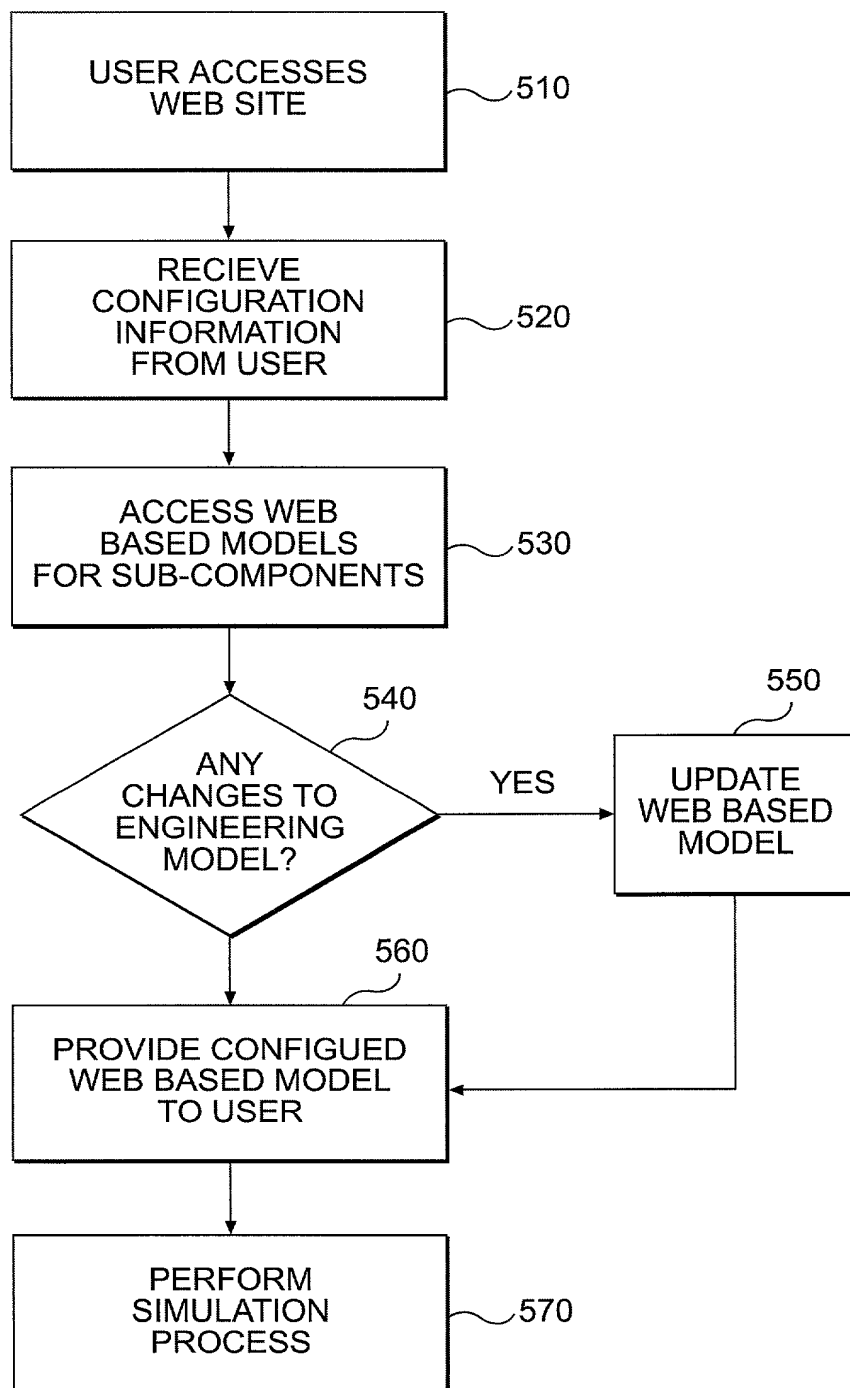 USER ACCESSES
WEB SITE
510
RECIEVE
CONFIGURATION
INFORMATION
FROM USER
520
ACCESS WEB
BASED MODELS
FOR SUB-COMPONENTS
530
540
ANY
CHANGES TO
ENGINEERING
MODEL?
YES
550
UPDATE
WEB BASED
MODEL
560
PROVIDE CONFIGUED
WEB BASED MODEL
TO USER
PERFORM
SIMULATION
PROCESS
570